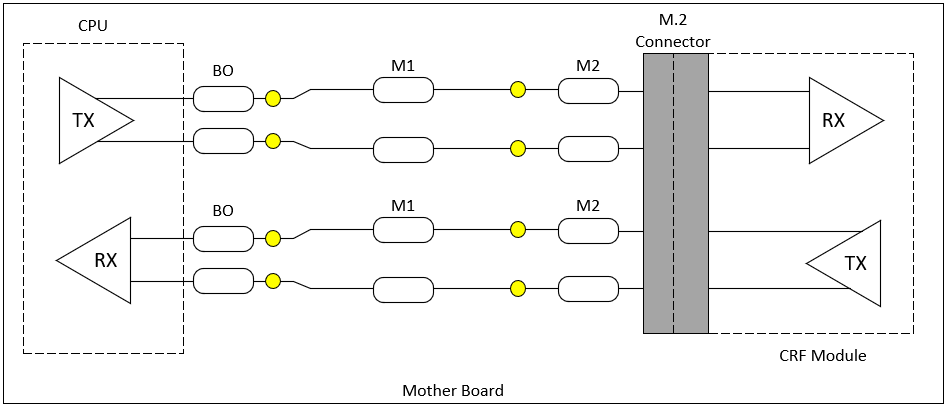 CPU
M.2
Connector
BO
M1
M2
TX
RX
BO
M1
M2
RX
TX
CRF Module
Mother Board